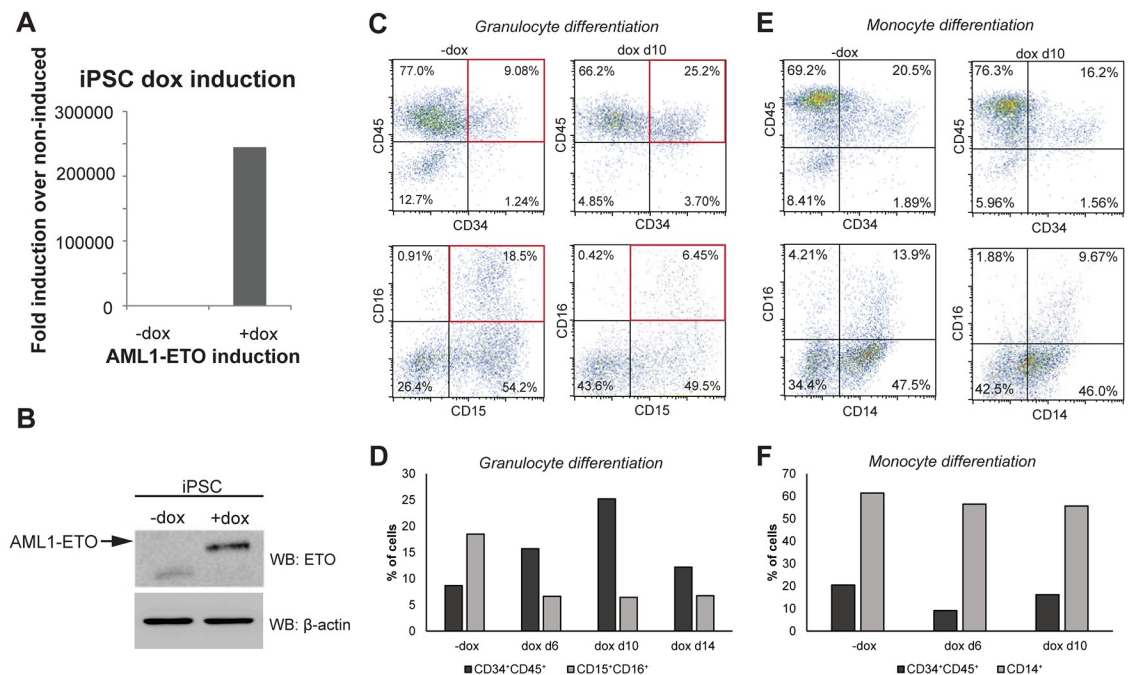 A
iPSC dox induction
Fold induction over non-induced
300000
200000
100000
0
-dox
+dox
AML1-ETO induction
B
iPSC
-dox
+dox
AML1-ETO
WB: ETO
WB: β-actin
C
Granulocyte differentiation
-dox
dox d10
CD45
77.0%
9.08%
12.7%
1.24%
CD34
CD45
66.2%
25.2%
4.85%
3.70%
CD34
CD16
0.91%
18.5%
26.4%
54.2%
CD15
CD16
0.42%
6.45%
43.6%
49.5%
CD15
D
Granulocyte differentiation
% of cells
30
25
20
15
10
5
0
-dox
dox d6
dox d10
dox d14
CD34⁺CD45⁺
CD15⁺CD16⁺
E
Monocyte differentiation
-dox
dox d10
CD45
69.2%
20.5%
8.41%
1.89%
CD34
CD45
76.3%
16.2%
5.96%
1.56%
CD34
CD16
4.21%
13.9%
34.4%
47.5%
CD14
CD16
1.88%
9.67%
42.5%
46.0%
CD14
F
Monocyte differentiation
% of cells
70
60
50
40
30
20
10
0
-dox
dox d6
dox d10
CD34⁺CD45⁺
CD14⁺